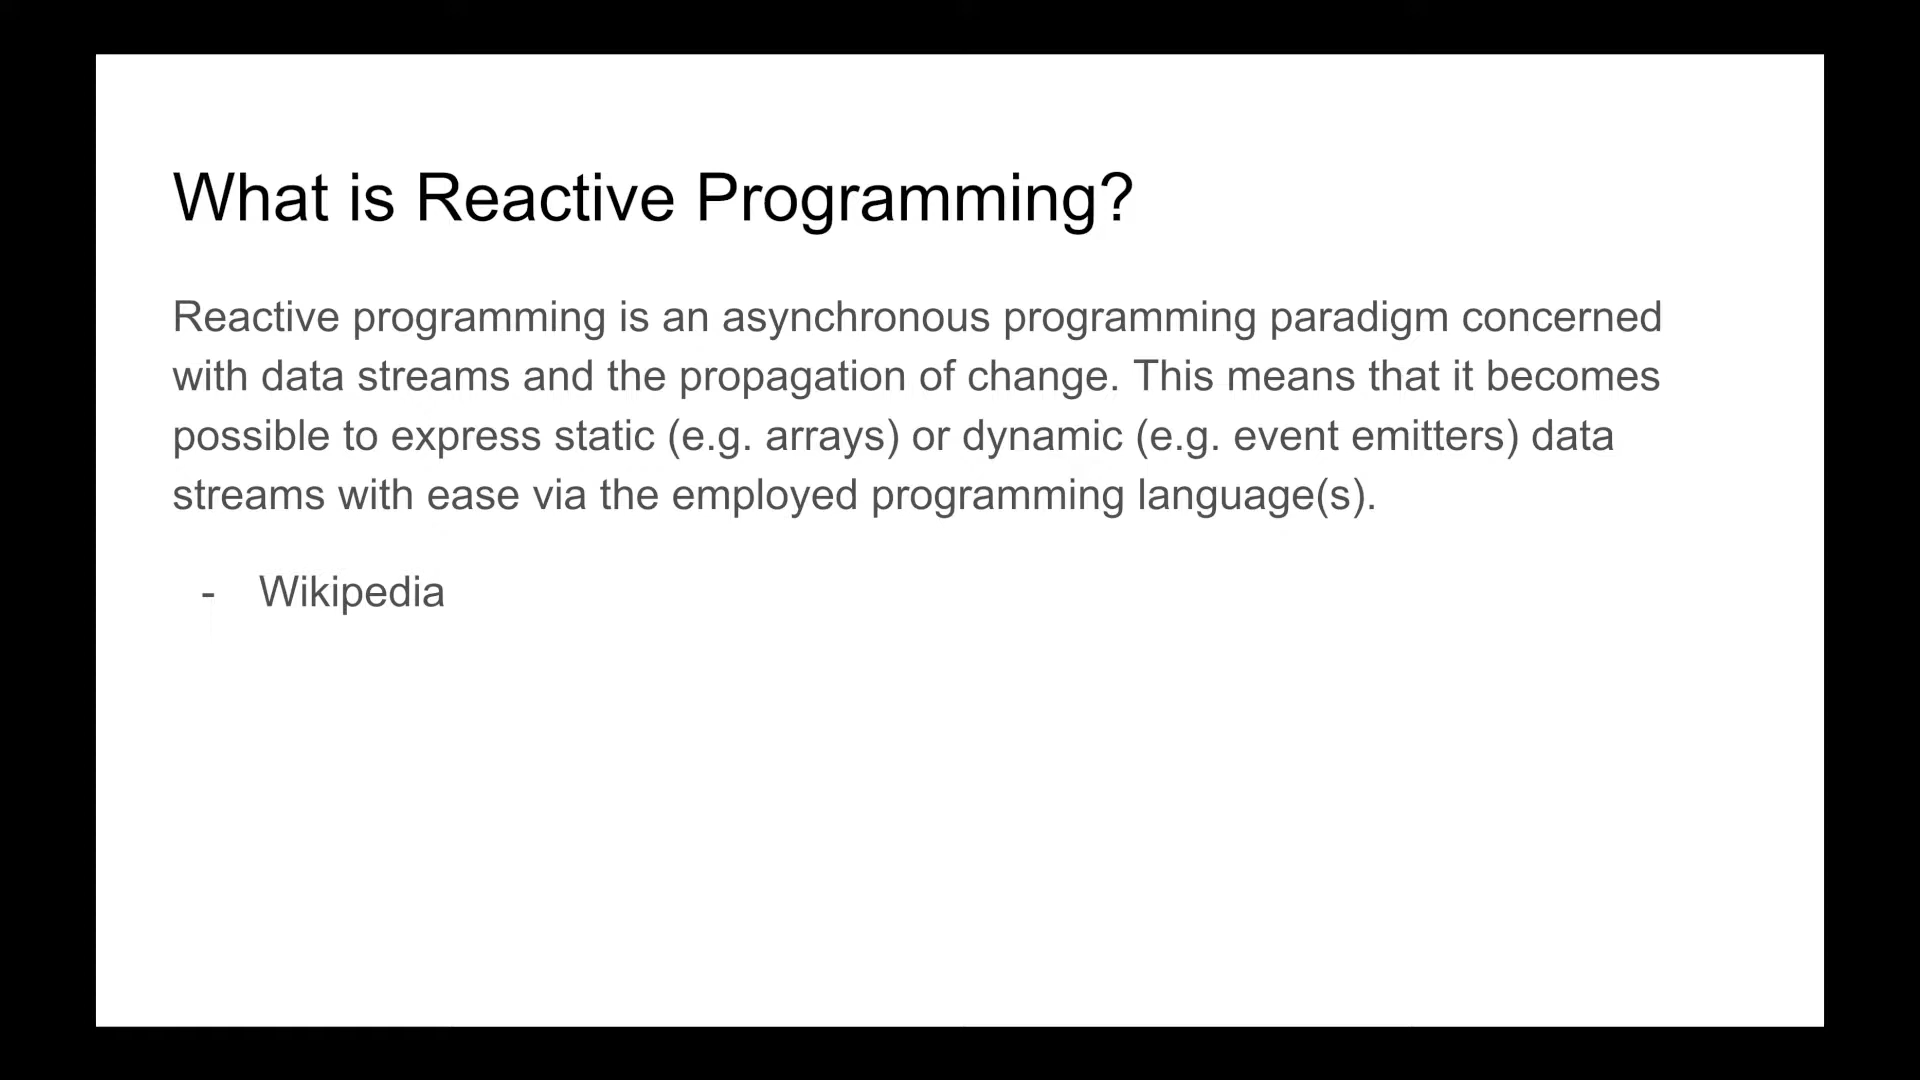 What is Reactive Programming?
Reactive programming is an asynchronous programming paradigm concerned
with data streams and the propagation of change. This means that it becomes
possible to express static (e.g. arrays) or dynamic (e.g. event emitters) data
streams with ease via the employed programming language(s).
- Wikipedia